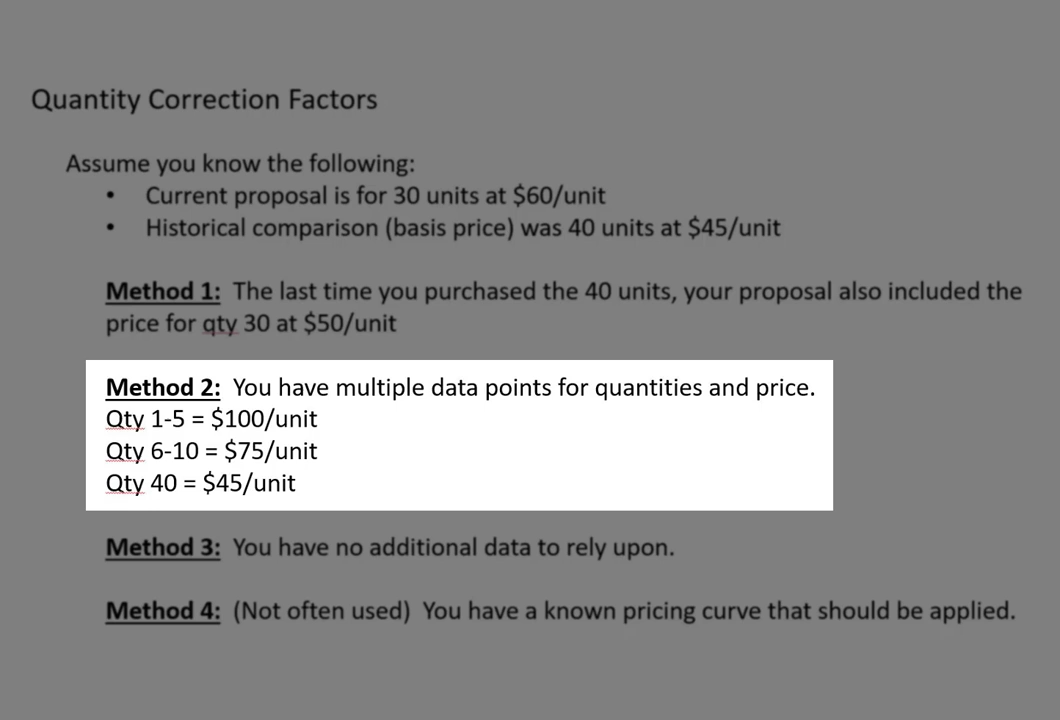 Quantity Correction Factors
Assume you know the following:
• Current proposal is for 30 units at $60/unit
• Historical comparison (basis price) was 40 units at $45/unit
Method 1: The last time you purchased the 40 units, your proposal also included the
price for qty 30 at $50/unit
Method 2: You have multiple data points for quantities and price.
Qty 1-5 = $100/unit
Qty 6-10 = $75/unit
Qty 40 = $45/unit
Method 3: You have no additional data to rely upon.
Method 4: (Not often used) You have a known pricing curve that should be applied.